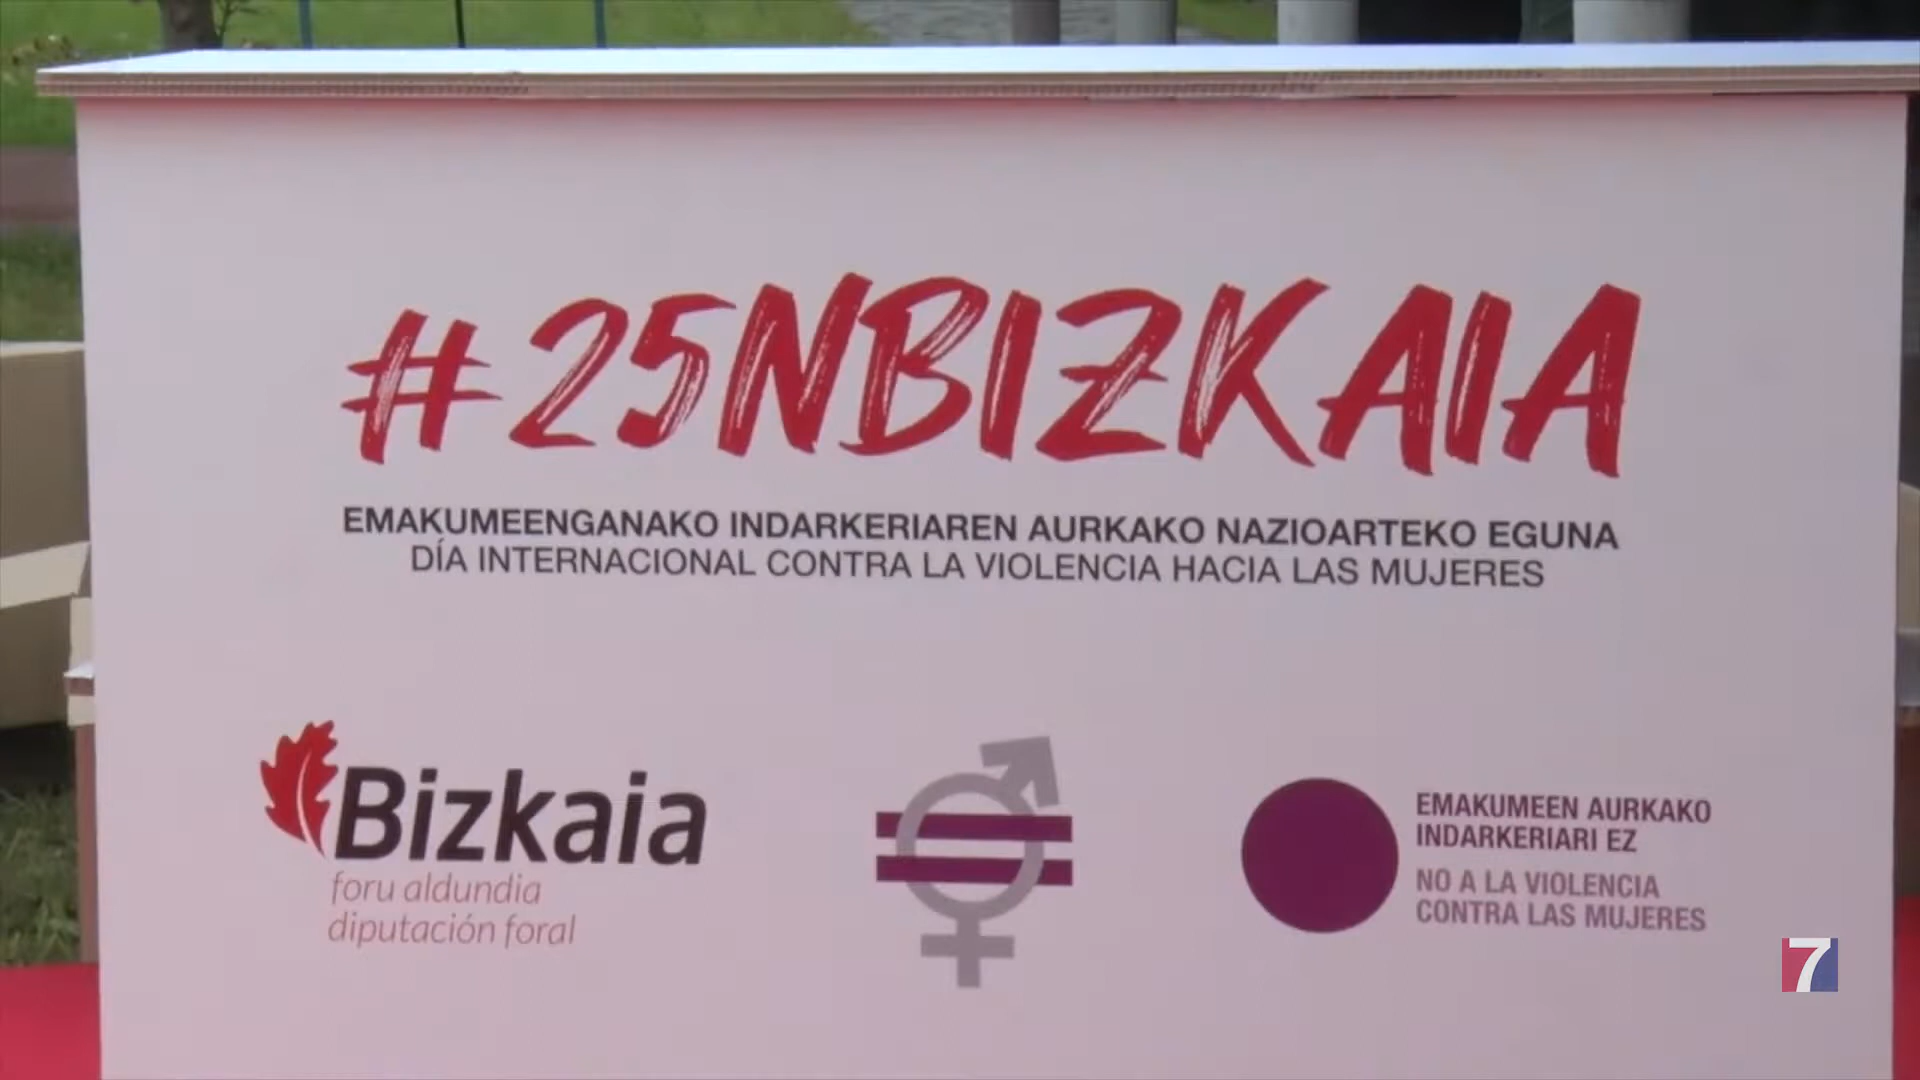 #25NBIZKAIA
EMAKUMEENGANAKO INDARKERIAREN AURKAKO NAZIOARTEKO EGUNA
DÍA INTERNACIONAL CONTRA LA VIOLENCIA HACIA LAS MUJERES
Bizkaia
foru aldundia
diputación foral
EMAKUMEEN AURKAKO
INDARKERIARI EZ
NO A LA VIOLENCIA
CONTRA LAS MUJERES
7